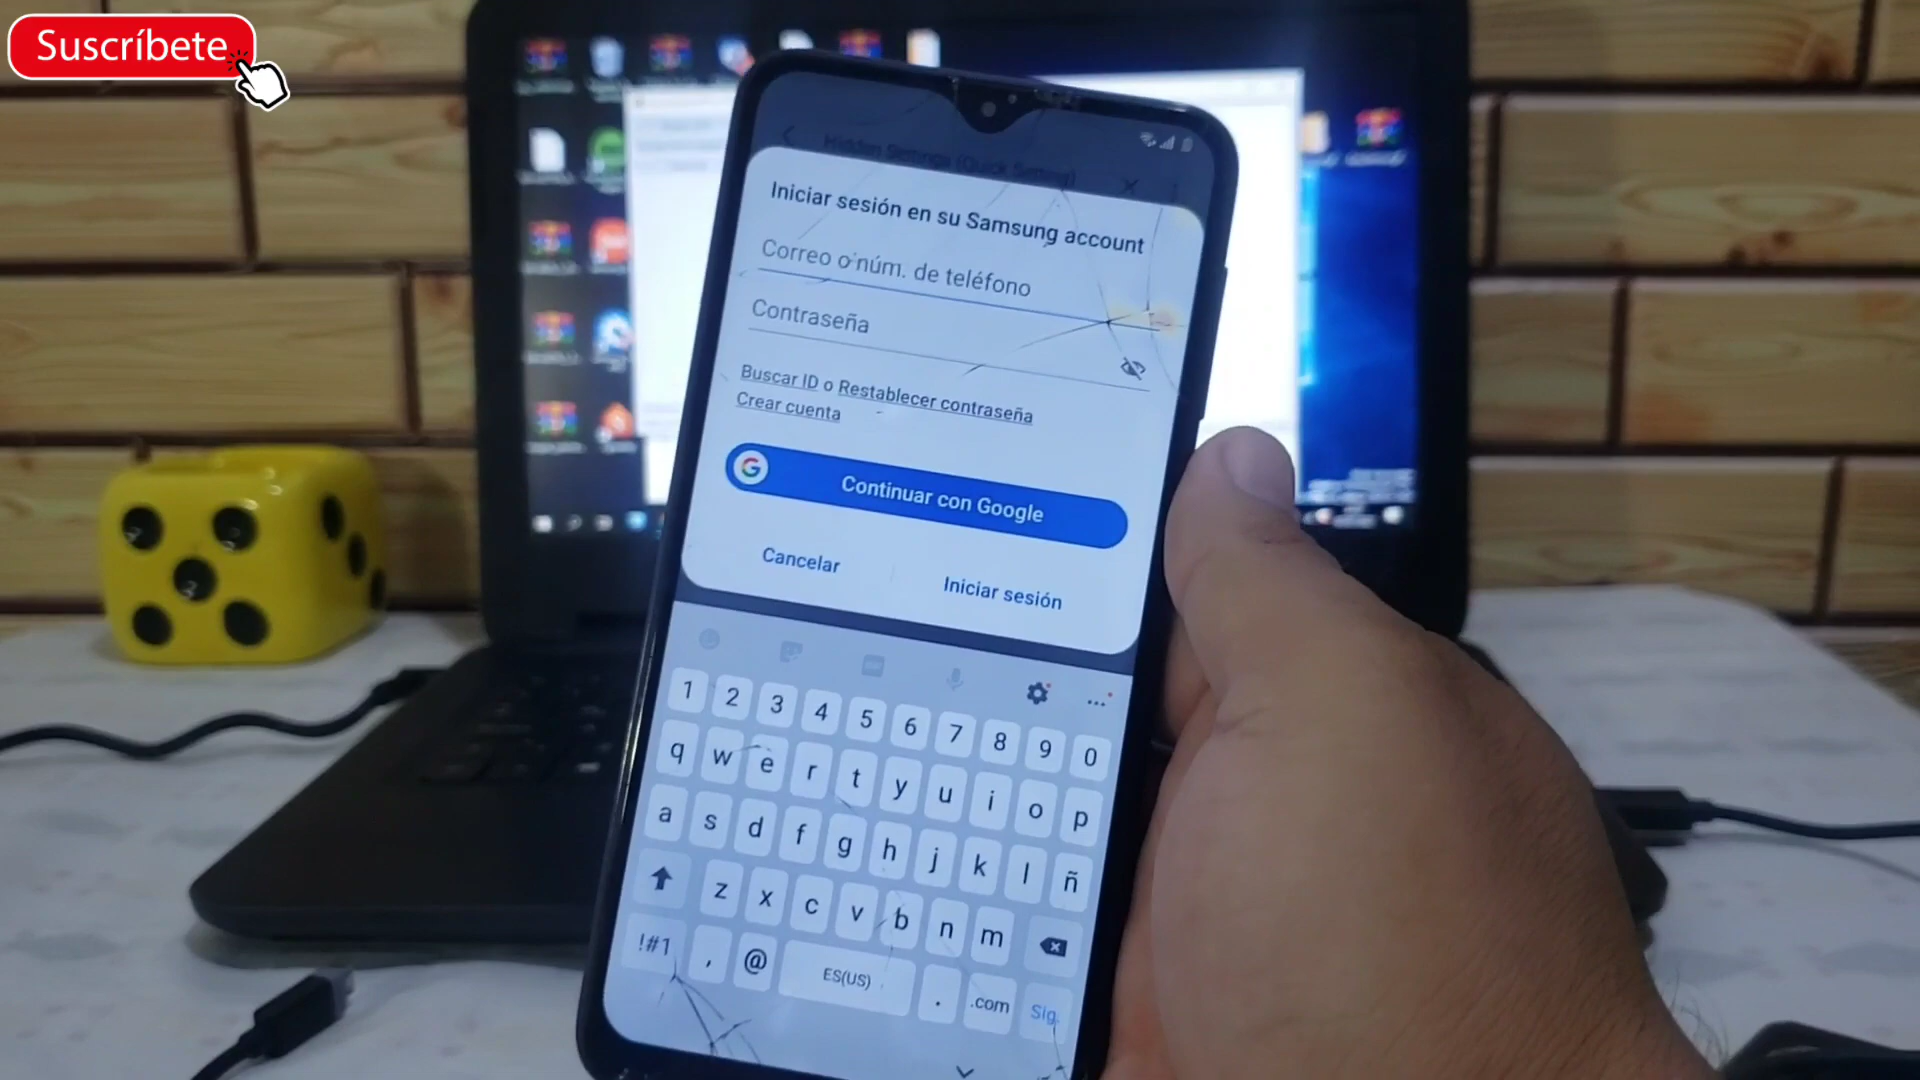 Suscríbete
Hidden Settings (Quick Setting)
Iniciar sesión en su Samsung account
Correo o núm. de teléfono
Contraseña
Buscar ID o Restablecer contraseña
Crear cuenta
Continuar con Google
Cancelar
Iniciar sesión
1 2 3 4 5 6 7 8 9 0
q w e r t y u i o p
a s d f g h j k l ñ
z x c v b n m
!#1 , @ ES(US) . .com Sig.